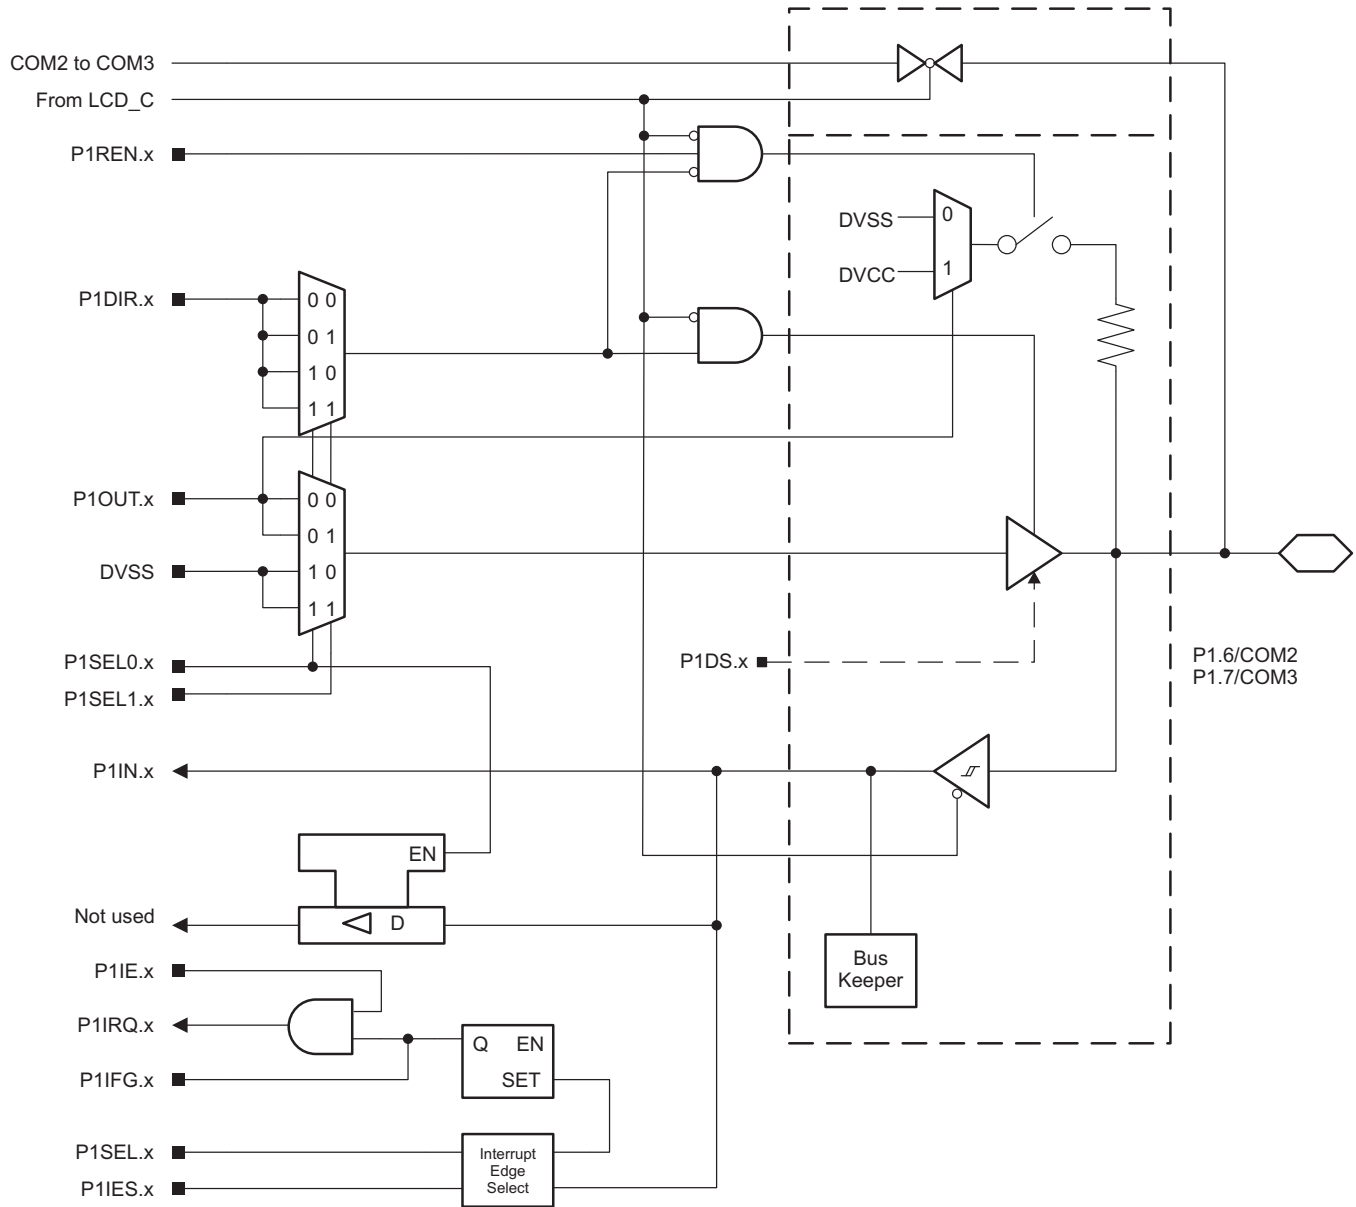 COM2 to COM3
From LCD_C
P1REN.x
DVSS
0
DVCC
1
P1DIR.x
0 0
0 1
1 0
1 1
P1OUT.x
0 0
0 1
DVSS
1 0
1 1
P1SEL0.x
P1DS.x
P1.6/COM2
P1.7/COM3
P1SEL1.x
P1IN.x
EN
Not used
D
Bus
Keeper
P1IE.x
P1IRQ.x
Q EN
SET
P1IFG.x
P1SEL.x
P1IES.x
Interrupt
Edge
Select